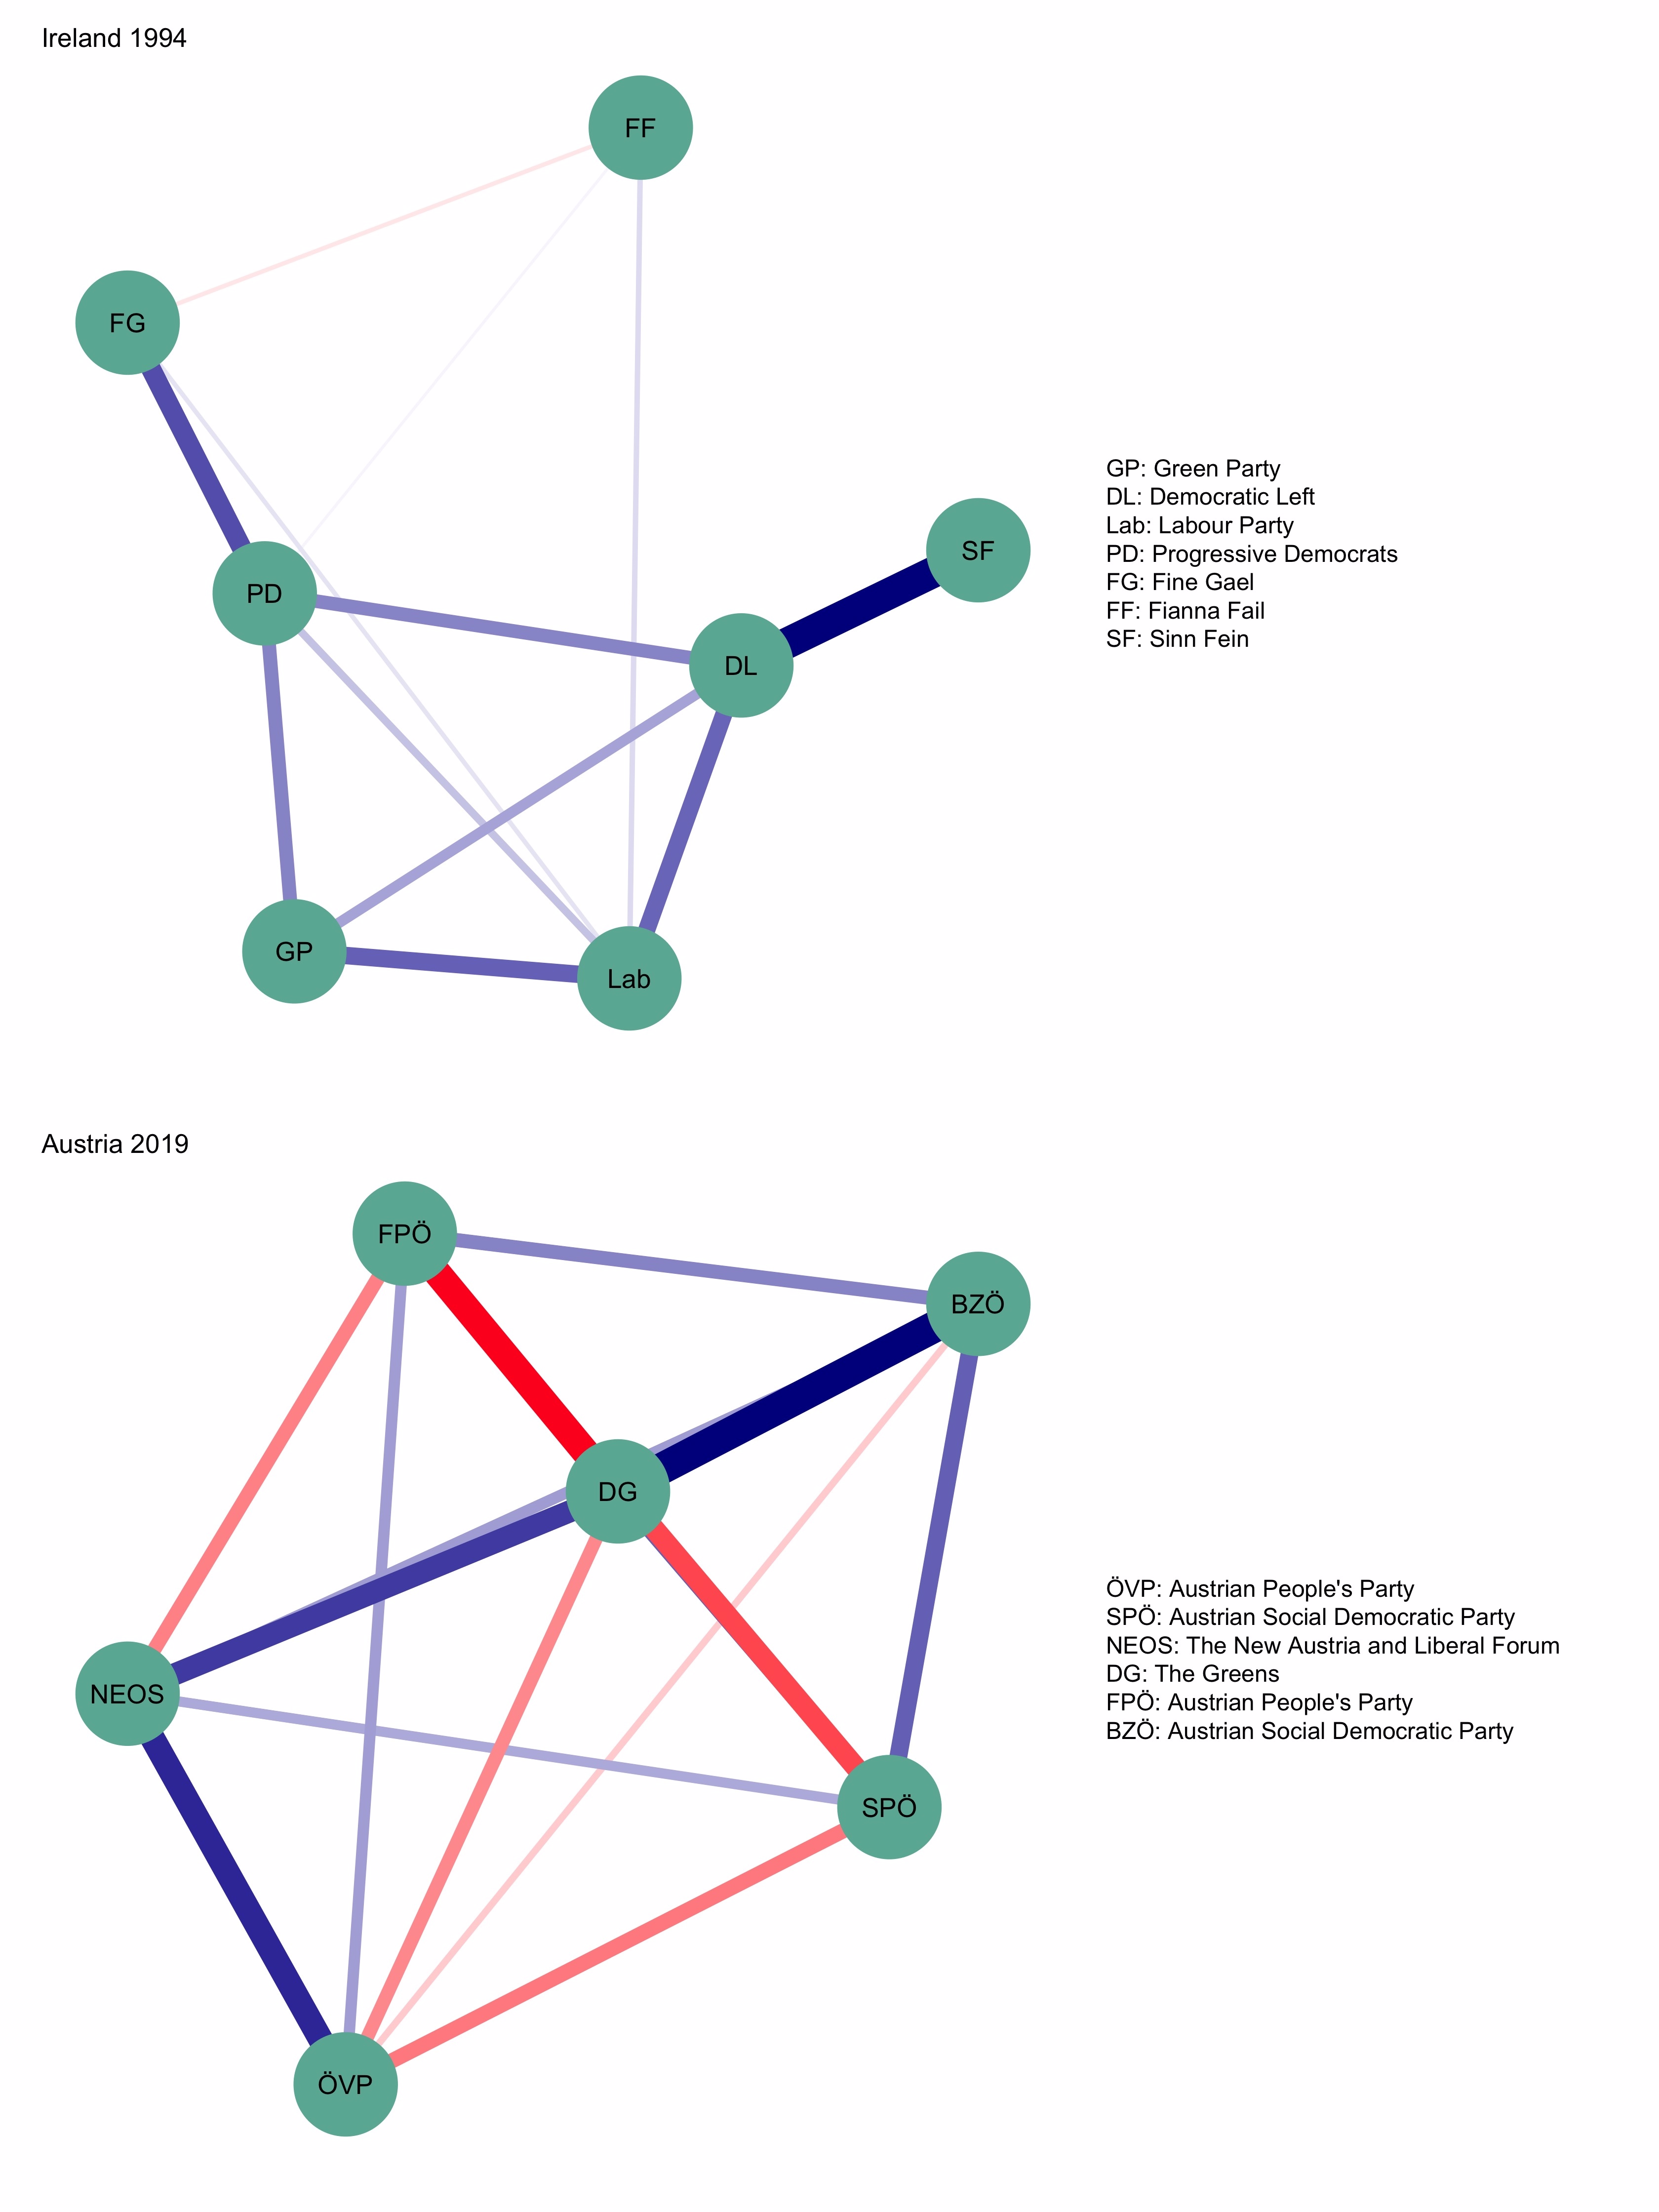 Ireland 1994
FF
FG
SF
PD
DL
GP
Lab
GP: Green Party
DL: Democratic Left
Lab: Labour Party
PD: Progressive Democrats
FG: Fine Gael
FF: Fianna Fail
SF: Sinn Fein
Austria 2019
FPÖ
BZÖ
DG
NEOS
SPÖ
ÖVP
ÖVP: Austrian People's Party
SPÖ: Austrian Social Democratic Party
NEOS: The New Austria and Liberal Forum
DG: The Greens
FPÖ: Austrian People's Party
BZÖ: Austrian Social Democratic Party